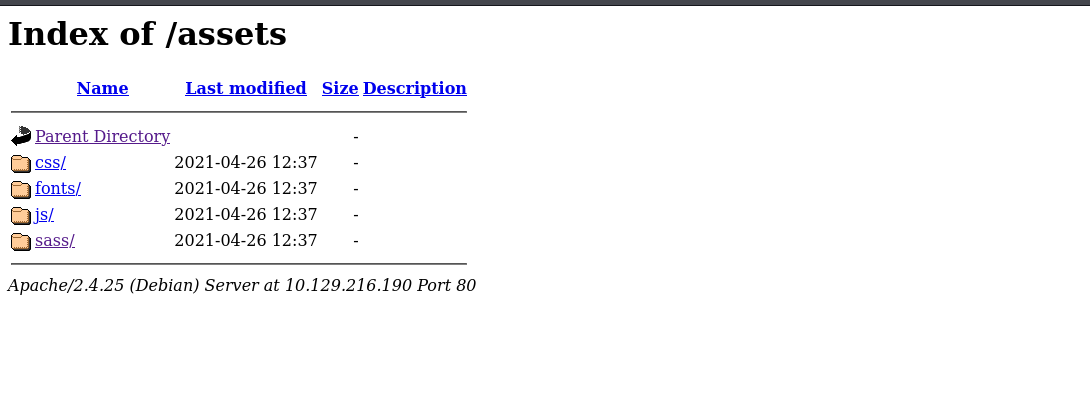 Index of /assets
Name Last modified Size Description
Parent Directory -
css/ 2021-04-26 12:37 -
fonts/ 2021-04-26 12:37 -
js/ 2021-04-26 12:37 -
sass/ 2021-04-26 12:37 -
Apache/2.4.25 (Debian) Server at 10.129.216.190 Port 80